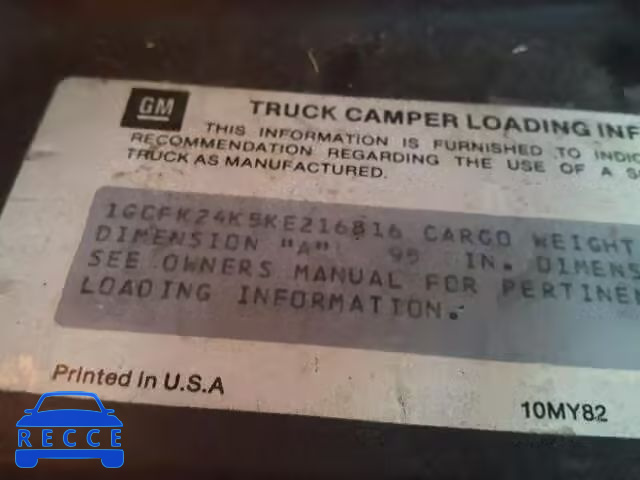 GM
TRUCK CAMPER LOADING INF
THIS INFORMATION IS FURNISHED TO INDIC
RECOMMENDATION REGARDING THE USE OF A S
TRUCK AS MANUFACTURED.
1GCFK24K5KE216816 CARGO WEIGHT
DIMENSION "A" 95 IN. DIMENS
SEE OWNERS MANUAL FOR PERTINEN
LOADING INFORMATION.
Printed in U.S.A
10MY82
RECCE